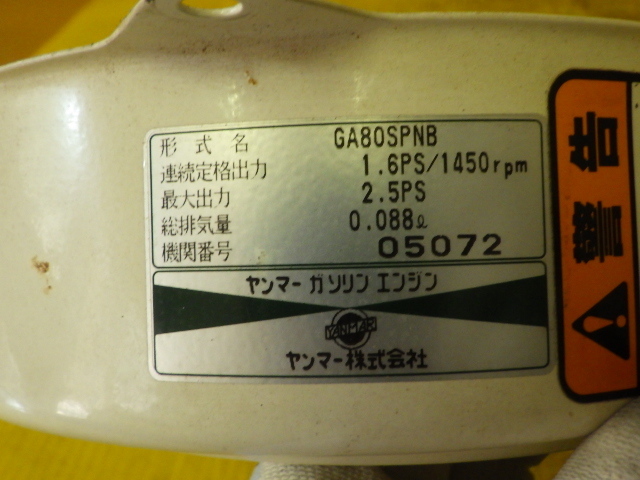 形式名 GA80SPNB
連続定格出力 1.6PS/1450rpm
最大出力 2.5PS
総排気量 0.088ℓ
機関番号 05072
ヤンマー ガソリン エンジン
YANMAR
ヤンマー株式会社
警告